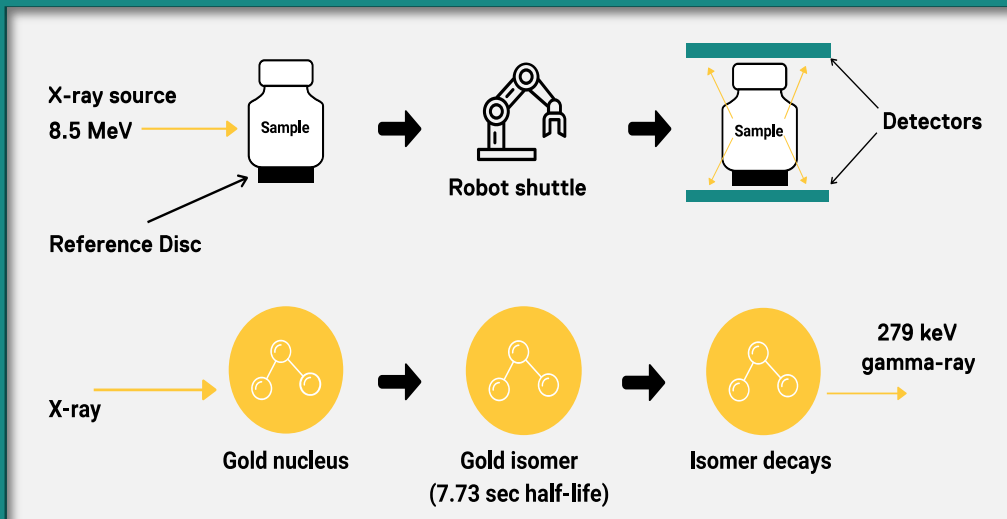 X-ray source
8.5 MeV
Sample
Reference Disc
Robot shuttle
Sample
Detectors
X-ray
Gold nucleus
Gold isomer
(7.73 sec half-life)
Isomer decays
279 keV
gamma-ray